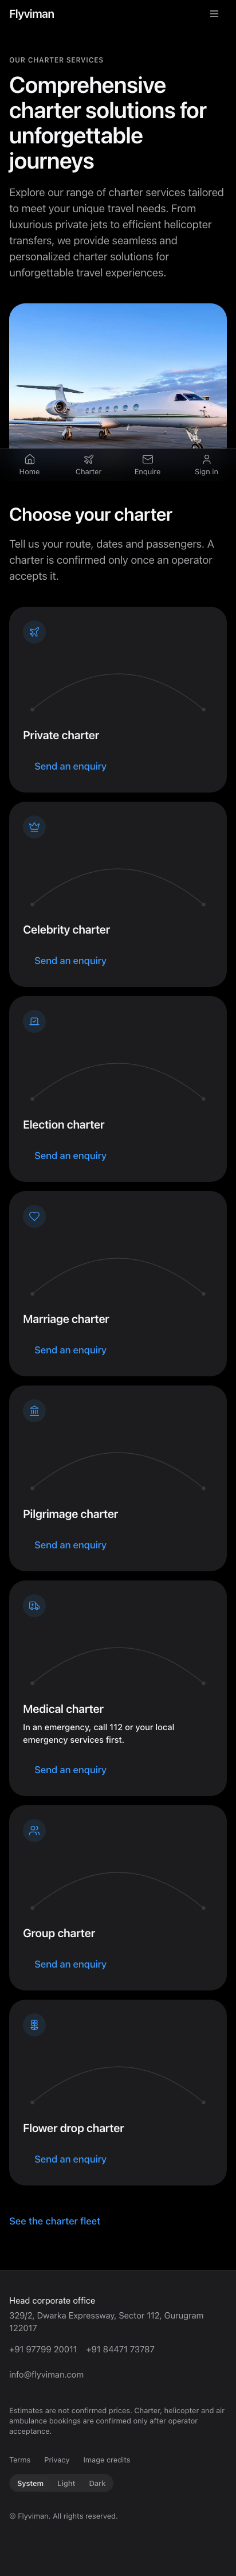 Flyviman
OUR CHARTER SERVICES
Comprehensive
charter solutions for
unforgettable
journeys
Explore our range of charter services tailored
to meet your unique travel needs. From
luxurious private jets to efficient helicopter
transfers, we provide seamless and
personalized charter solutions for
unforgettable travel experiences.
Home Charter Enquire Sign in
Choose your charter
Tell us your route, dates and passengers. A
charter is confirmed only once an operator
accepts it.
Private charter
Send an enquiry
Celebrity charter
Send an enquiry
Election charter
Send an enquiry
Marriage charter
Send an enquiry
Pilgrimage charter
Send an enquiry
Medical charter
In an emergency, call 112 or your local
emergency services first.
Send an enquiry
Group charter
Send an enquiry
Flower drop charter
Send an enquiry
See the charter fleet
Head corporate office
329/2, Dwarka Expressway, Sector 112, Gurugram
122017
+91 97799 20011 +91 84471 73787
info@flyviman.com
Estimates are not confirmed prices. Charter, helicopter and air
ambulance bookings are confirmed only after operator
acceptance.
Terms Privacy Image credits
System Light Dark
© Flyviman. All rights reserved.